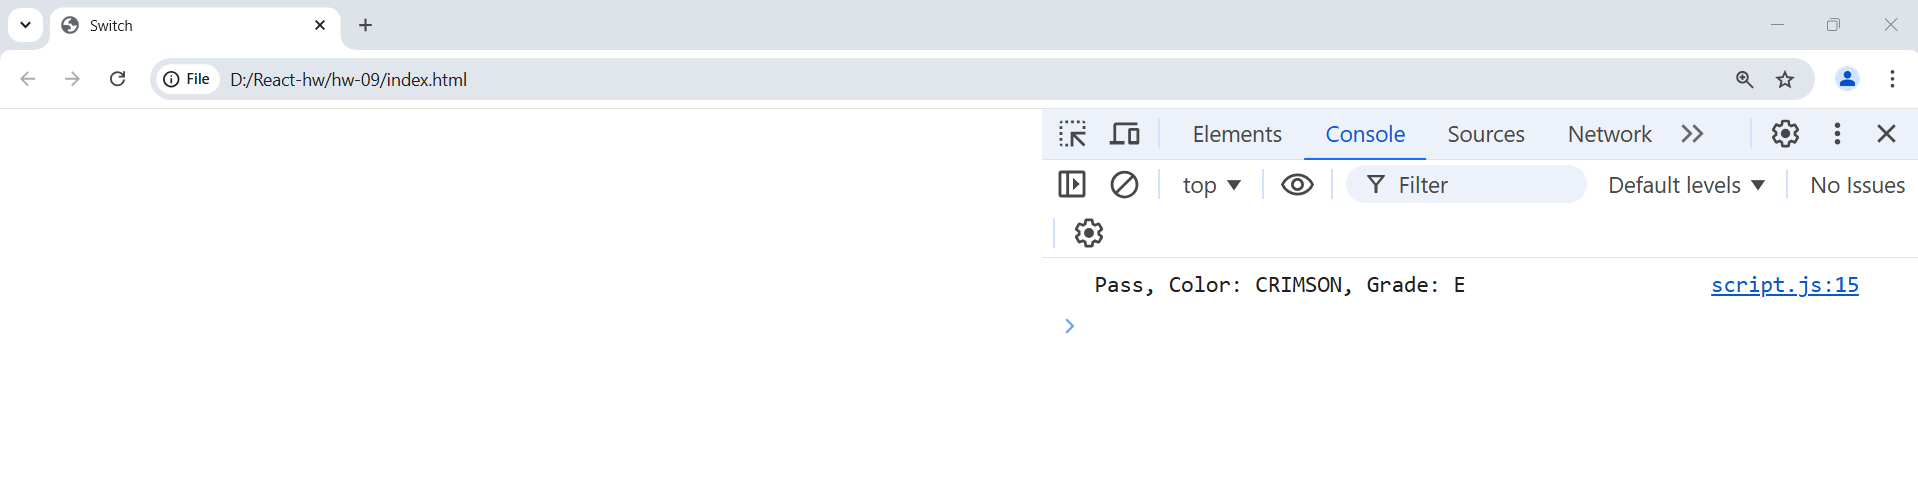 Switch
File D:/React-hw/hw-09/index.html
Elements Console Sources Network
top Filter Default levels No Issues
Pass, Color: CRIMSON, Grade: E script.js:15